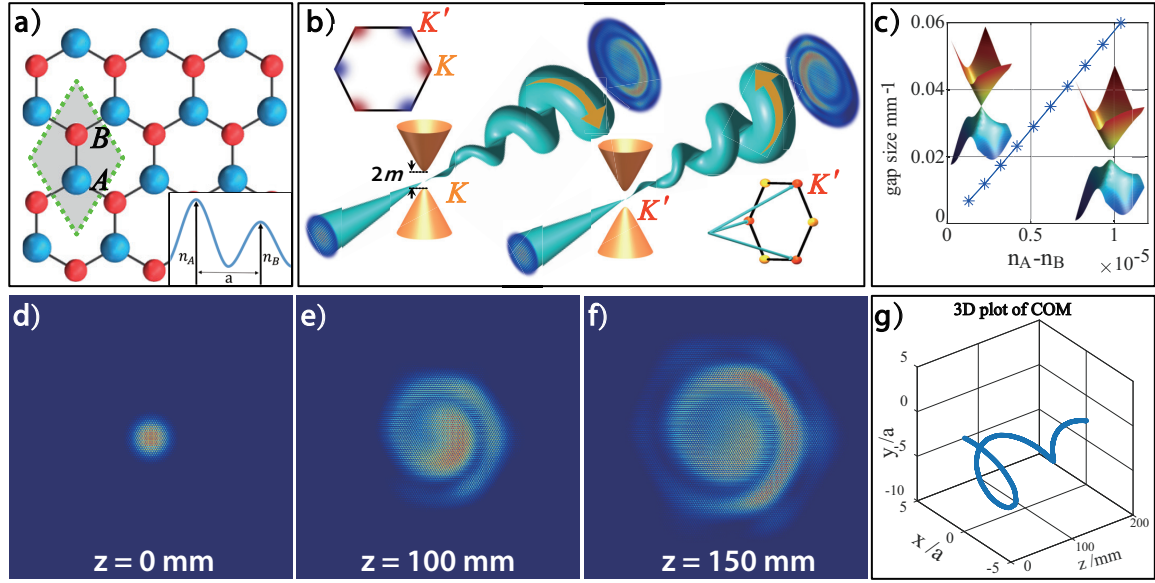 a)
B
A
n_A
a
n_B
b)
K'
K
2m
K
K'
K'
c)
0.06
0.04
0.02
0
gap size mm-1
0
0.5
1
n_A-n_B
×10^-5
d)
z = 0 mm
e)
z = 100 mm
f)
z = 150 mm
g)
3D plot of COM
5
0
-5
-10
y/a
5
0
-5
x/a
0
100
200
z/mm